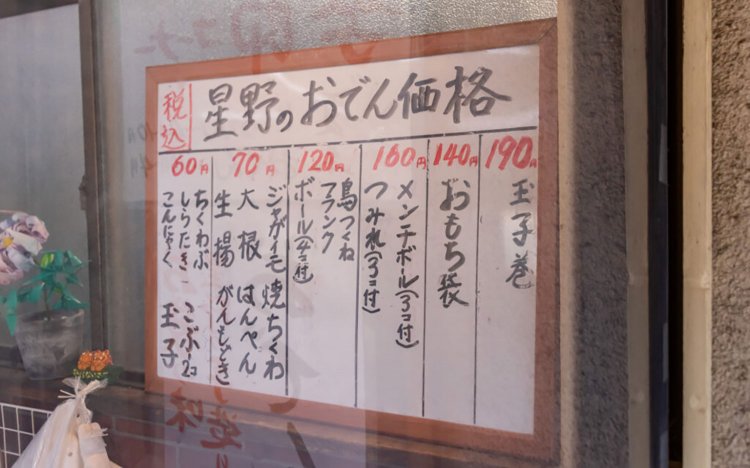 税込
星野のおでん価格
190円
玉子巻
140円
おもち袋
160円
メンチボール(3コ付)
つみれ(3コ付)
120円
鳥つくね
フランク
ボール(4コ付)
70円
ジャガイモ 焼ちくわ
大根 はんぺん
生揚 がんもどき
60円
ちくわぶ
しらたき こぶ2コ
こんにゃく 玉子